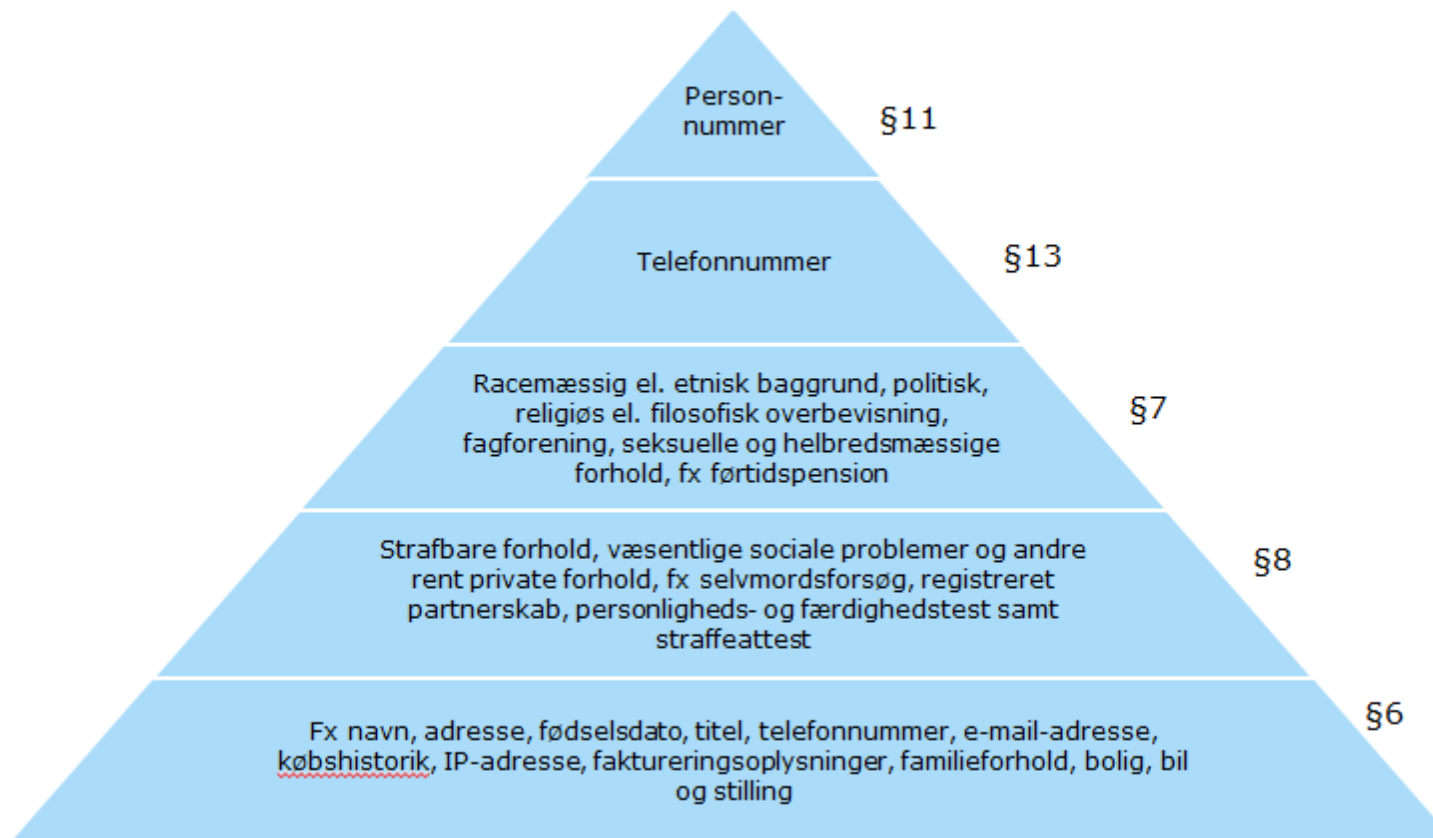 Person-
nummer
§11
Telefonnummer
§13
Racemæssig el. etnisk baggrund, politisk,
religiøs el. filosofisk overbevisning,
fagforening, seksuelle og helbredsmæssige
forhold, fx førtidspension
§7
Strafbare forhold, væsentlige sociale problemer og andre
rent private forhold, fx selvmordsforsøg, registreret
partnerskab, personligheds- og færdighedstest samt
straffeattest
§8
Fx navn, adresse, fødselsdato, titel, telefonnummer, e-mail-adresse,
købshistorik, IP-adresse, faktureringsoplysninger, familieforhold, bolig, bil
og stilling
§6